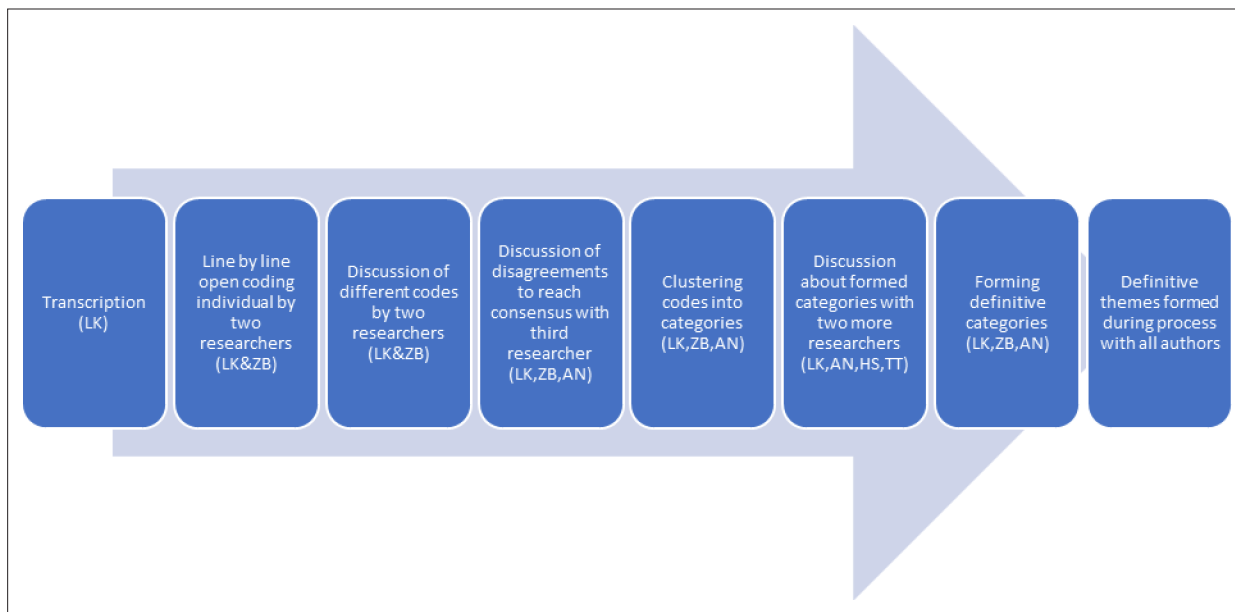 Transcription
(LK)
Line by line
open coding
individual by
two
researchers
(LK&ZB)
Discussion of
different codes
by two
researchers
(LK&ZB)
Discussion of
disagreements
to reach
consensus with
third
researcher
(LK,ZB,AN)
Clustering
codes into
categories
(LK,ZB,AN)
Discussion
about formed
categories with
two more
researchers
(LK,AN,HS,TT)
Forming
definitive
categories
(LK,ZB,AN)
Definitive
themes formed
during process
with all authors